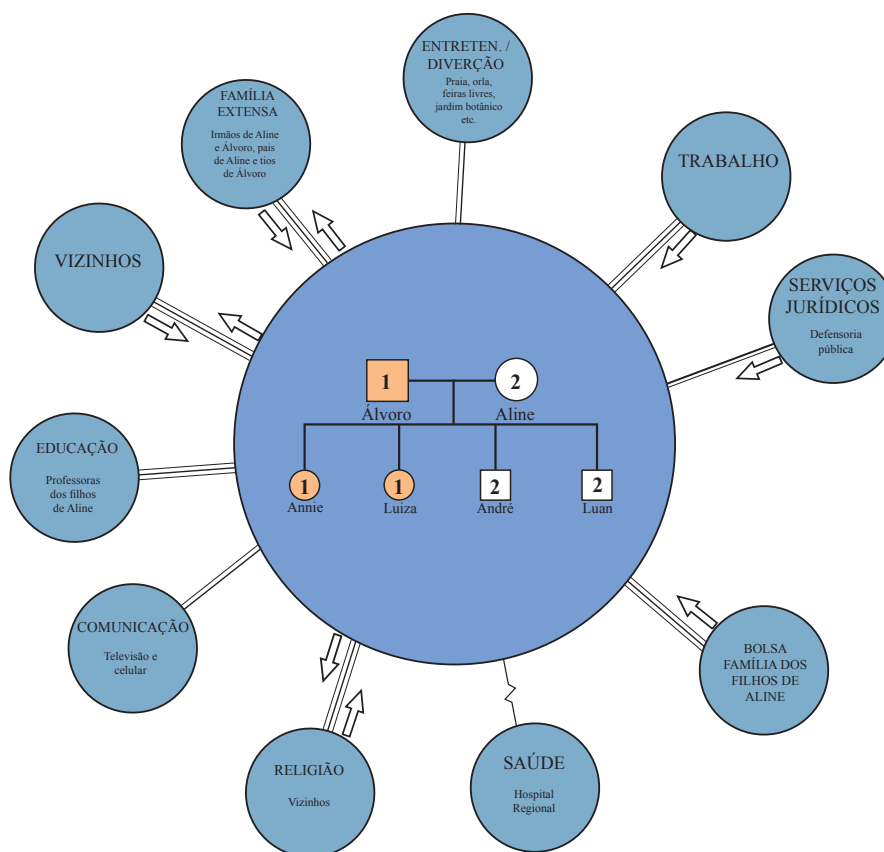 ENTRETEN. /
DIVERÇÃO
Praia, orla,
feiras livres,
jardim botânico
etc.
FAMÍLIA
EXTENSA
Irmãos de Aline
e Álvoro, pais
de Aline e tios
de Álvoro
TRABALHO
VIZINHOS
SERVIÇOS
JURÍDICOS
Defensoria
pública
1
2
Álvoro
Aline
1
1
2
2
Annie
Luiza
André
Luan
EDUCAÇÃO
Professoras
dos filhos
de Aline
COMUNICAÇÃO
Televisão e
celular
BOLSA
FAMÍLIA DOS
FILHOS DE
ALINE
RELIGIÃO
Vizinhos
SAÚDE
Hospital
Regional